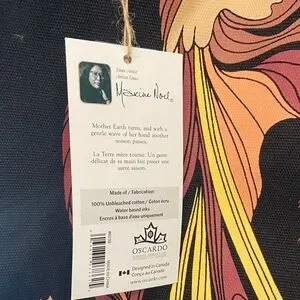 Sioux Artist
Artiste Sioux
Maxine Noel
Mother Earth turns, and with a
gentle wave of her hand another
season passes.
La Terre mère tourne. Un geste
délicat de sa main fait passer une
autre saison.
Made of / Fabrication:
100% Unbleached cotton / Coton écru
Water based inks
Encres à base d'eau uniquement
OSCARDO
Designed in Canada
Conçu au Canada
www.oscardo.com